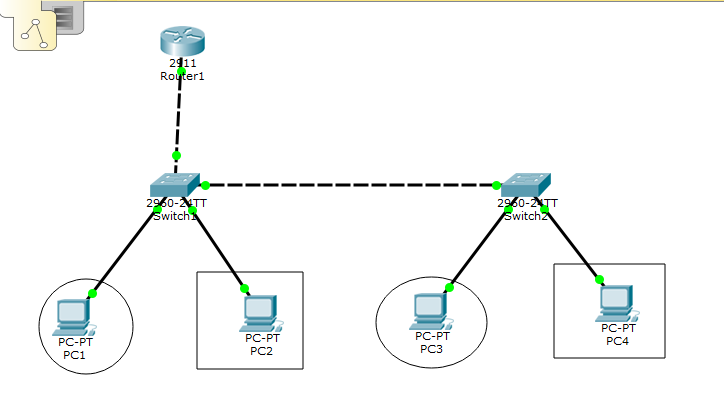 2911
Router1
2960-24TT
Switch1
2960-24TT
Switch2
PC-PT
PC1
PC-PT
PC2
PC-PT
PC3
PC-PT
PC4